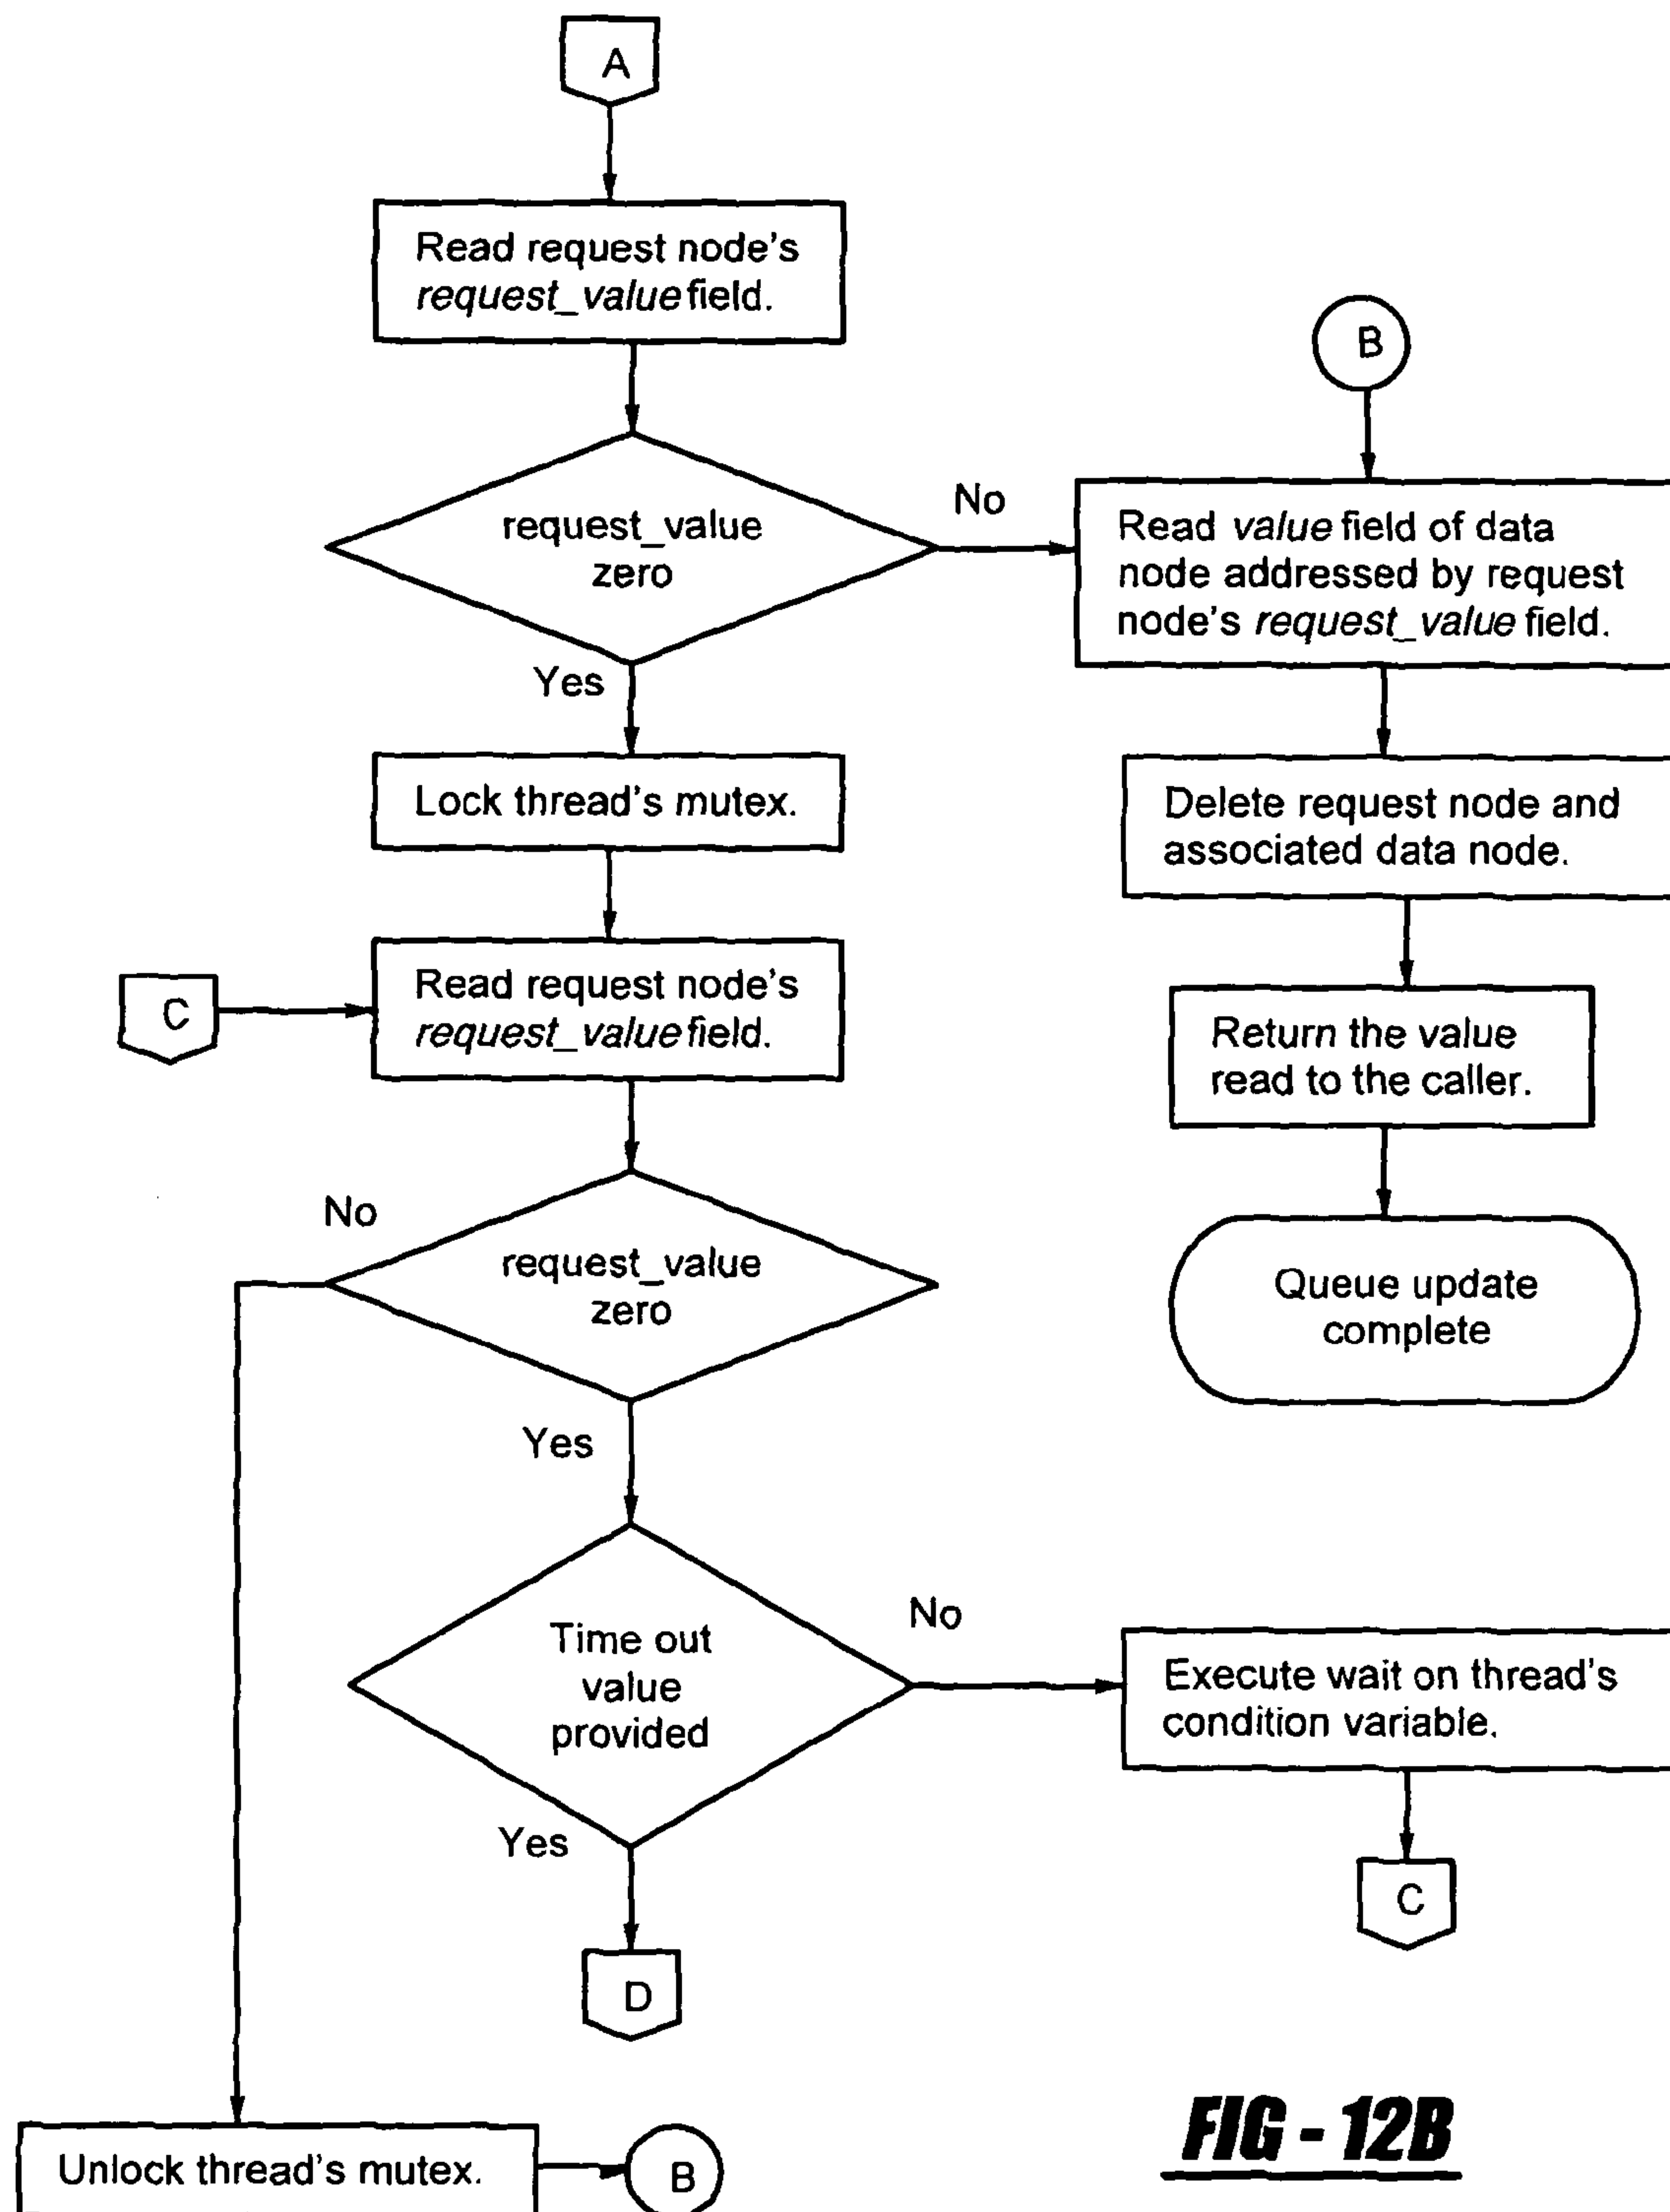 A
Read request node's
request_value field.
B
No
request_value
zero
Read value field of data
node addressed by request
node's request_value field.
Yes
Lock thread's mutex.
Delete request node and
associated data node.
C
Read request node's
request_value field.
Return the value
read to the caller.
No
request_value
zero
Queue update
complete
Yes
Time out
value
provided
No
Execute wait on thread's
condition variable.
Yes
C
D
Unlock thread's mutex.
B
FIG - 12B